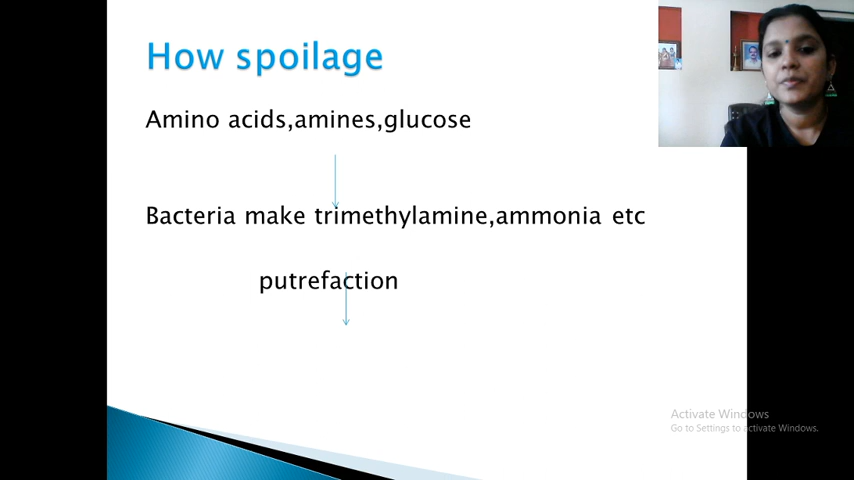 How spoilage
Amino acids,amines,glucose
Bacteria make trimethylamine,ammonia etc
putrefaction
Activate Windows
Go to Settings to activate Windows.